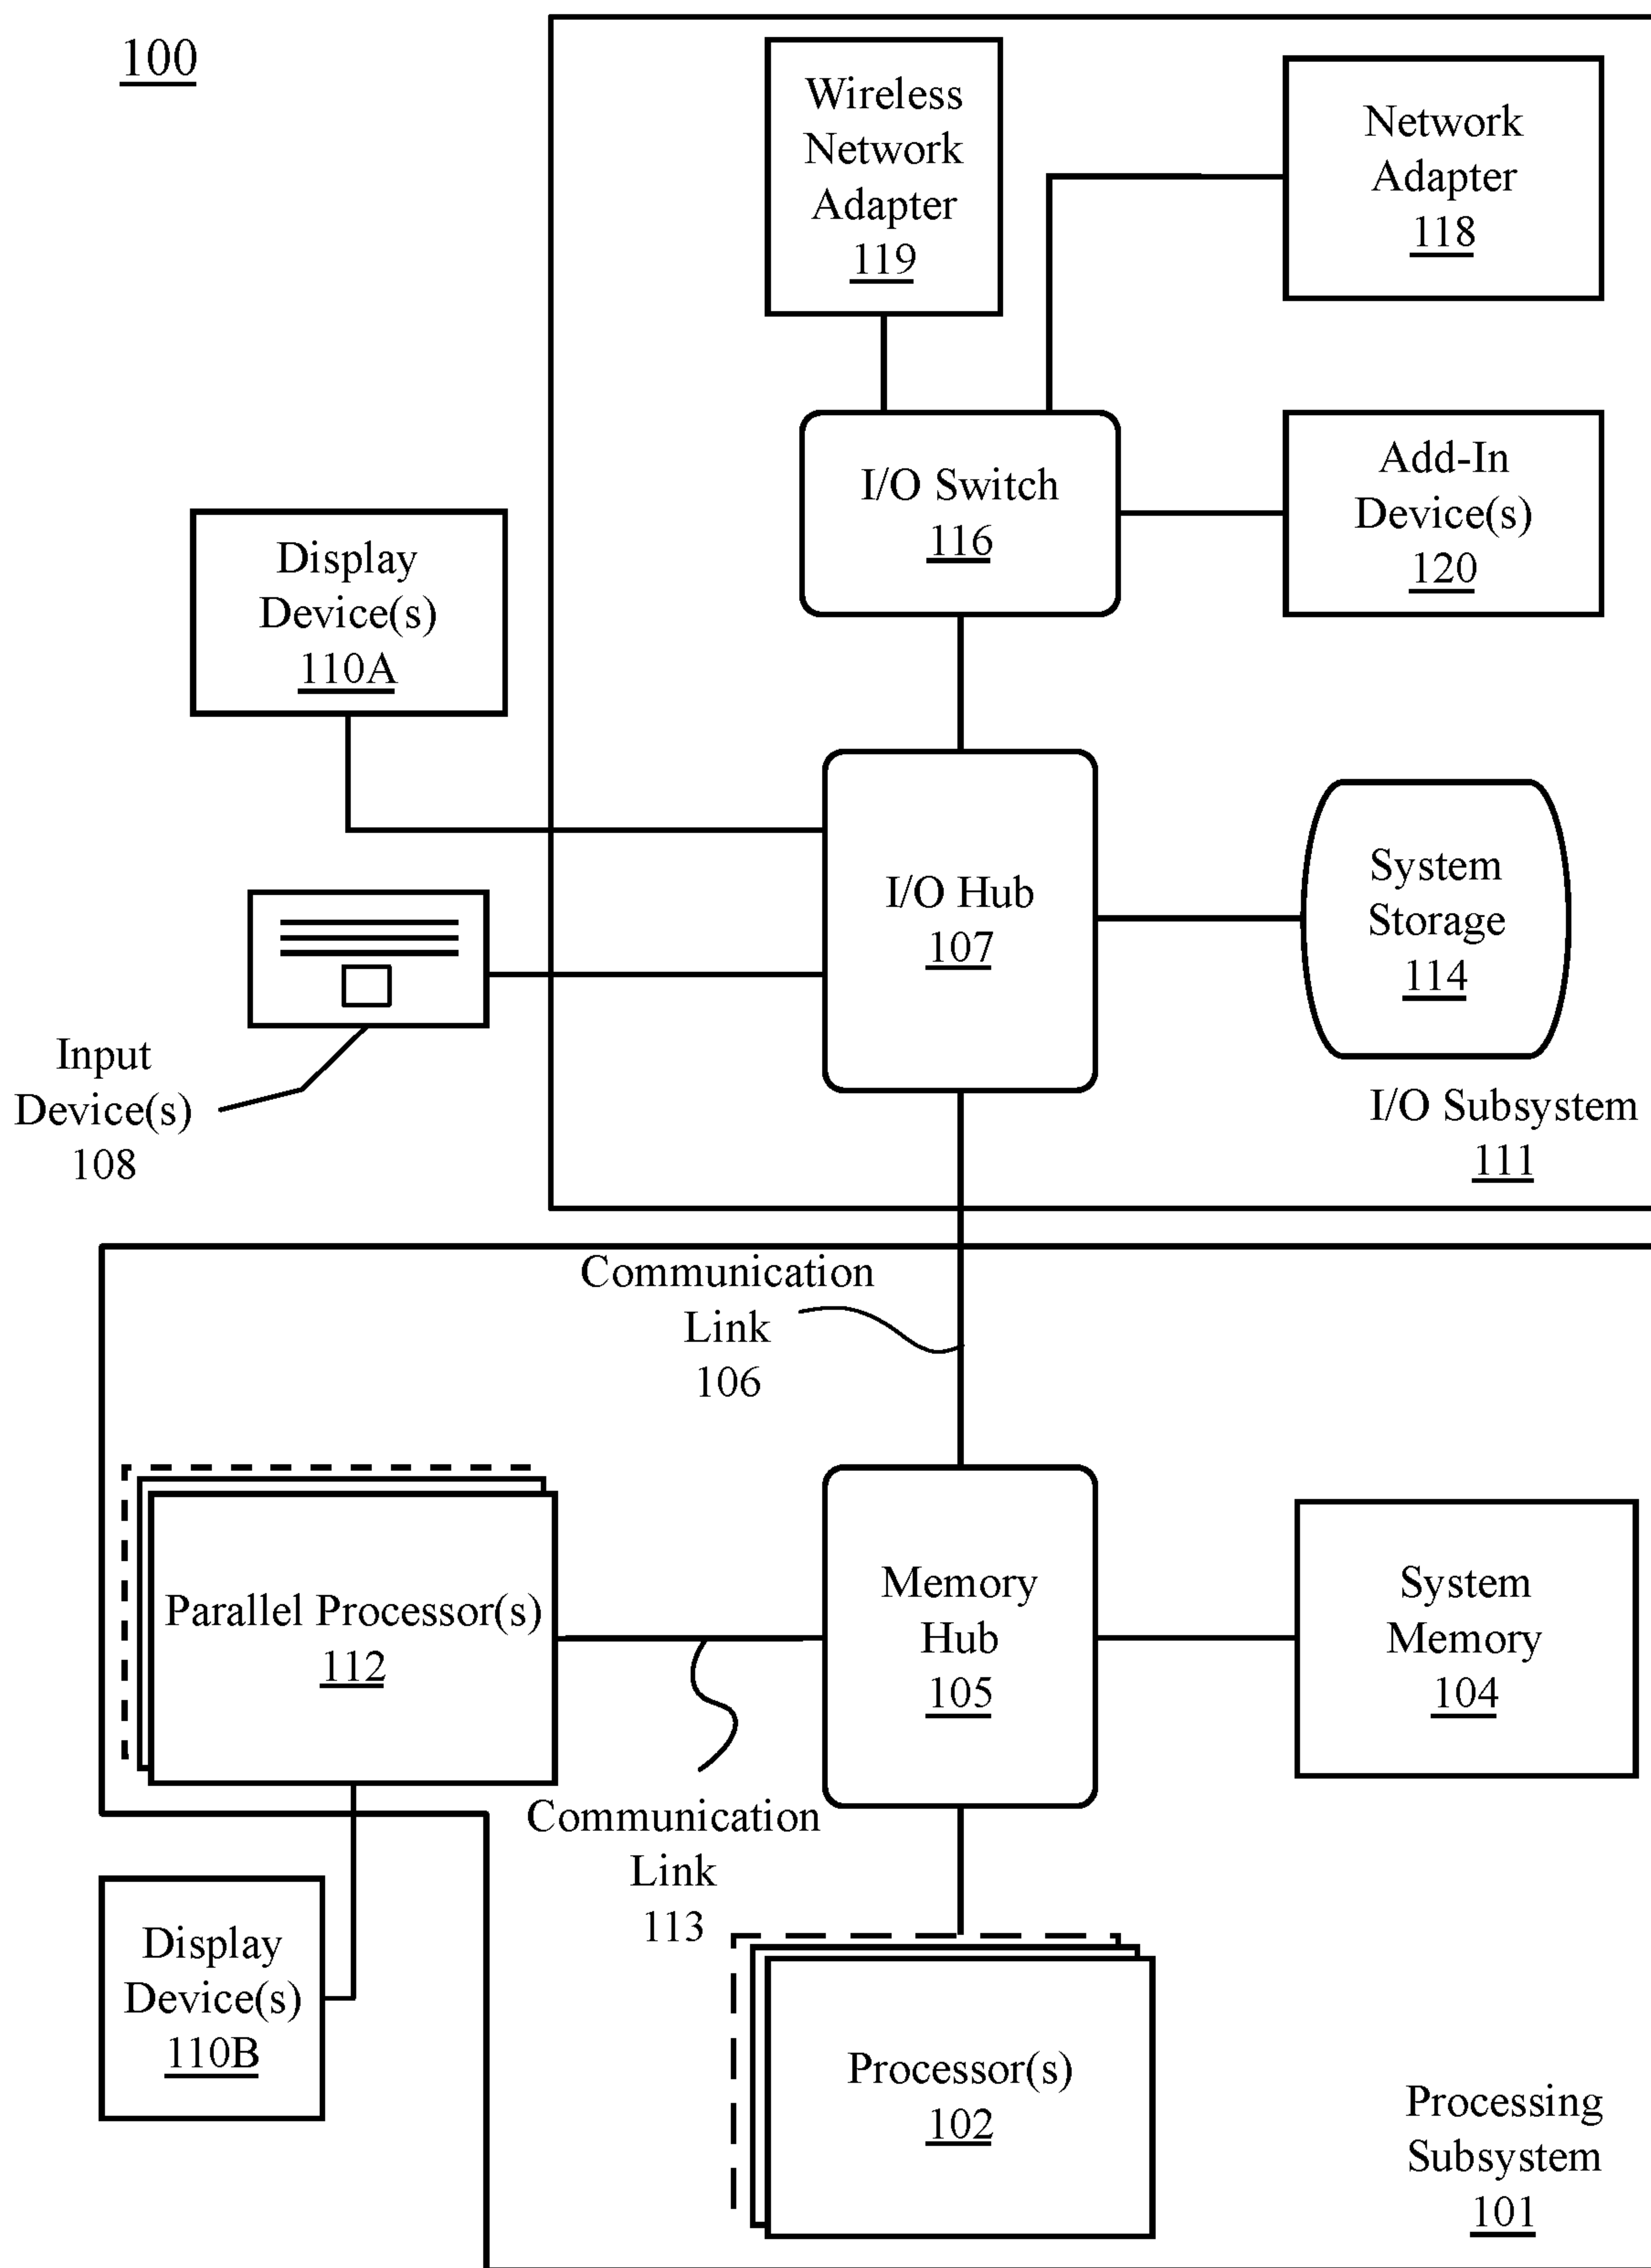 100
Wireless
Network
Adapter
119
Network
Adapter
118
I/O Switch
116
Add-In
Device(s)
120
Display
Device(s)
110A
I/O Hub
107
System
Storage
114
Input
Device(s)
108
I/O Subsystem
111
Communication
Link
106
Parallel Processor(s)
112
Memory
Hub
105
System
Memory
104
Communication
Link
113
Display
Device(s)
110B
Processor(s)
102
Processing
Subsystem
101